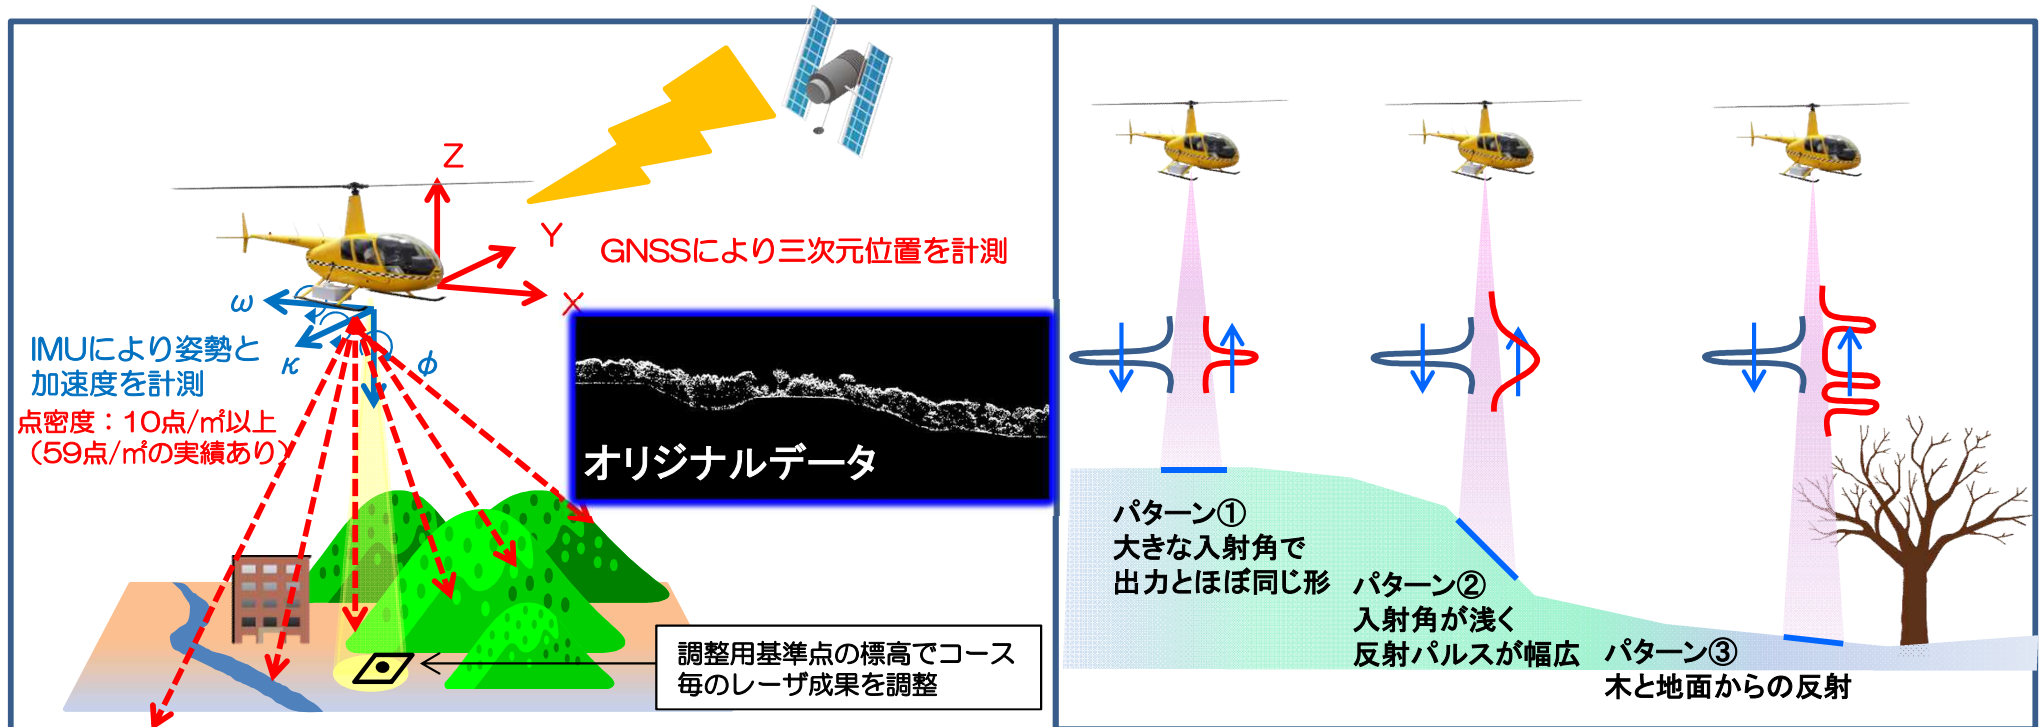 Z
Y
GNSSにより三次元位置を計測
X
ω
IMUにより姿勢と
加速度を計測
κ
φ
点密度：10点/㎡以上
（59点/㎡の実績あり）
オリジナルデータ
調整用基準点の標高でコース
毎のレーザ成果を調整
パターン①
大きな入射角で
出力とほぼ同じ形
パターン②
入射角が浅く
反射パルスが幅広
パターン③
木と地面からの反射